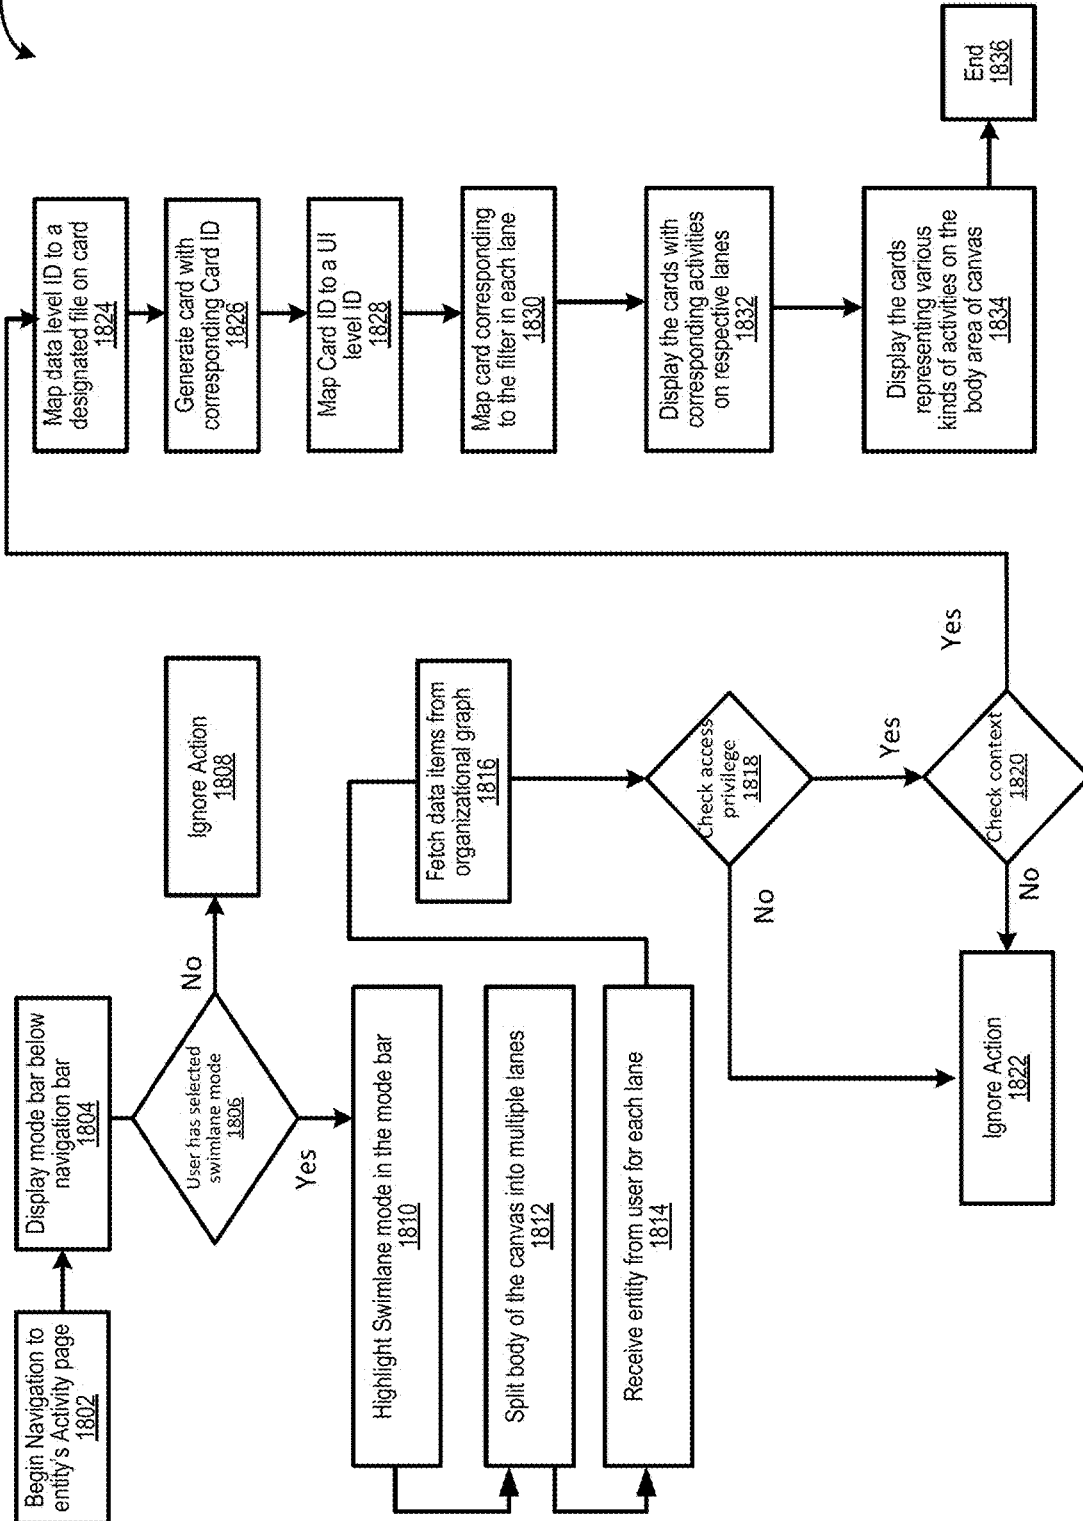 Begin Navigation to
entity's Activity page
1802
Display mode bar below
navigation bar
1804
User has selected
swimlane mode
1806
No
Ignore Action
1808
Yes
Highlight Swimlane mode in the mode bar
1810
Split body of the canvas into multiple lanes
1812
Receive entity from user for each lane
1814
Fetch data items from
organizational graph
1816
Check access
privilege
1818
No
Yes
Check context
1820
No
Ignore Action
1822
Yes
Map data level ID to a
designated file on card
1824
Generate card with
corresponding Card ID
1826
Map Card ID to a UI
level ID
1828
Map card corresponding
to the filter in each lane
1830
Display the cards with
corresponding activities
on respective lanes
1832
Display the cards
representing various
kinds of activities on the
body area of canvas
1834
End
1836